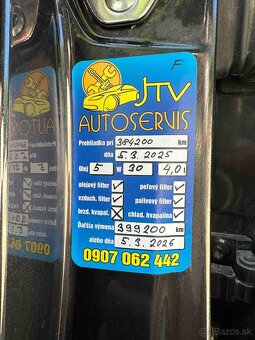 F
JTV
AUTOSERVIS
Prehliadka pri 384200 km
dňa 5.3.2025
Olej 5 w 30 4,0 l
olejový filter ✓ peľový filter ✓
vzduch. filter ✓ palivový filter ✓
brzd. kvapal. ✗ chlad. kvapalina
Ďalšia výmena 399200 km
alebo dňa 5.3.2026
0907 062 442
bazos.sk